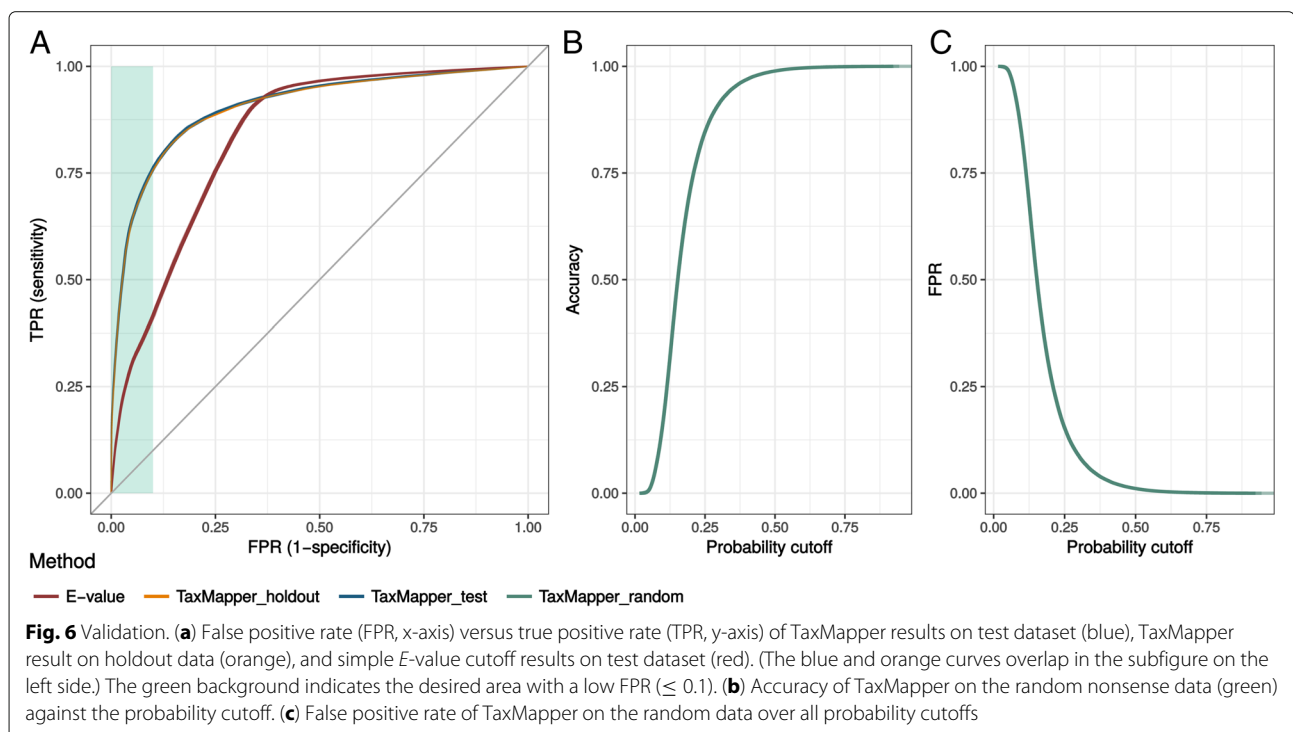 A
B
C
1.00
0.75
0.50
0.25
0.00
TPR (sensitivity)
0.00 0.25 0.50 0.75 1.00
FPR (1−specificity)
1.00
0.75
0.50
0.25
0.00
Accuracy
0.00 0.25 0.50 0.75
Probability cutoff
1.00
0.75
0.50
0.25
0.00
FPR
0.00 0.25 0.50 0.75
Probability cutoff
Method
E−value TaxMapper_holdout TaxMapper_test TaxMapper_random
Fig. 6 Validation. (a) False positive rate (FPR, x-axis) versus true positive rate (TPR, y-axis) of TaxMapper results on test dataset (blue), TaxMapper
result on holdout data (orange), and simple E-value cutoff results on test dataset (red). (The blue and orange curves overlap in the subfigure on the
left side.) The green background indicates the desired area with a low FPR (≤ 0.1). (b) Accuracy of TaxMapper on the random nonsense data (green)
against the probability cutoff. (c) False positive rate of TaxMapper on the random data over all probability cutoffs